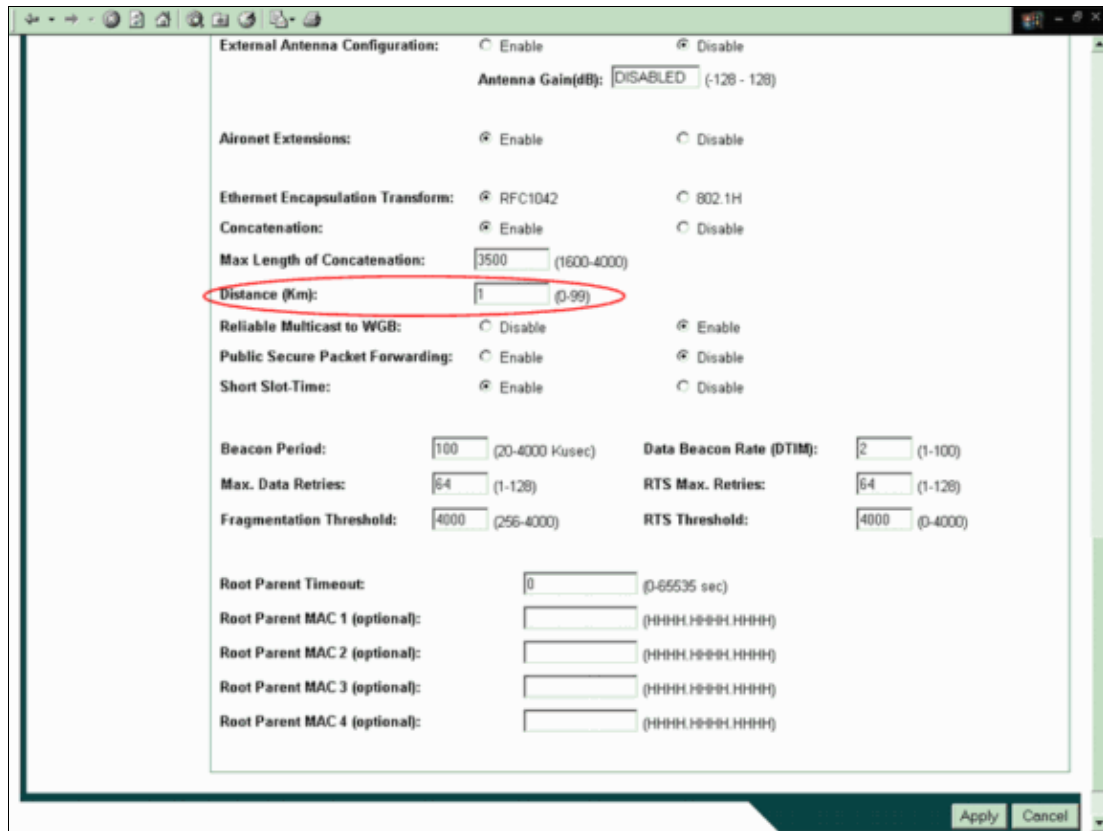 External Antenna Configuration: Enable Disable
Antenna Gain(dB): DISABLED (-128 - 128)
Aironet Extensions: Enable Disable
Ethernet Encapsulation Transform: RFC1042 802.1H
Concatenation: Enable Disable
Max Length of Concatenation: 3500 (1600-4000)
Distance (Km): 1 (0-99)
Reliable Multicast to WGB: Disable Enable
Public Secure Packet Forwarding: Enable Disable
Short Slot-Time: Enable Disable
Beacon Period: 100 (20-4000 Kusec) Data Beacon Rate (DTIM): 2 (1-100)
Max. Data Retries: 64 (1-128) RTS Max. Retries: 64 (1-128)
Fragmentation Threshold: 4000 (256-4000) RTS Threshold: 4000 (0-4000)
Root Parent Timeout: 0 (0-65535 sec)
Root Parent MAC 1 (optional): (HHHH.HHHH.HHHH)
Root Parent MAC 2 (optional): (HHHH.HHHH.HHHH)
Root Parent MAC 3 (optional): (HHHH.HHHH.HHHH)
Root Parent MAC 4 (optional): (HHHH.HHHH.HHHH)
Apply Cancel